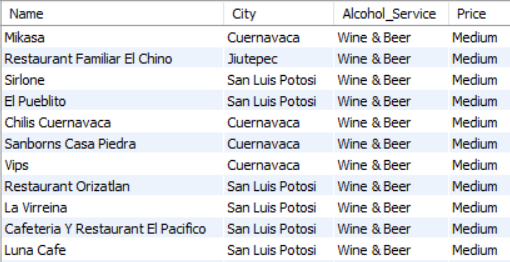 Name City Alcohol_Service Price
Mikasa Cuernavaca Wine & Beer Medium
Restaurant Familiar El Chino Jiutepec Wine & Beer Medium
Sirlone San Luis Potosi Wine & Beer Medium
El Pueblito San Luis Potosi Wine & Beer Medium
Chilis Cuernavaca Cuernavaca Wine & Beer Medium
Sanborns Casa Piedra Cuernavaca Wine & Beer Medium
Vips Cuernavaca Wine & Beer Medium
Restaurant Orizatlan San Luis Potosi Wine & Beer Medium
La Virreina San Luis Potosi Wine & Beer Medium
Cafeteria Y Restaurant El Pacifico San Luis Potosi Wine & Beer Medium
Luna Cafe San Luis Potosi Wine & Beer Medium